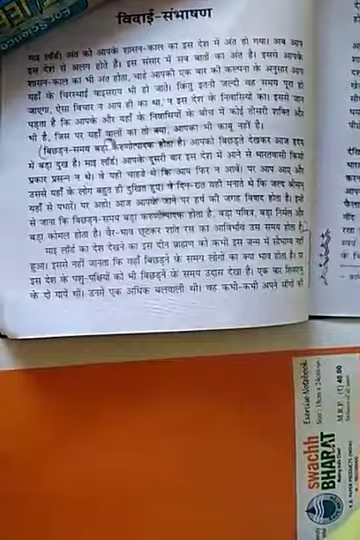 विदाई-संभाषण
माइ लॉर्ड! अंत को आपके शासन-काल का इस देश में अंत हो गया। अब आप
इस देश से अलग होते हैं। इस संसार में सब बातों का अंत है। इससे आपके
शासन-काल का भी अंत होता, चाहे आपकी एक बार की कल्पना के अनुसार आप
यहाँ के चिरस्थाई वाइसराय भी हो जाते। किंतु इतनी जल्दी वह समय पूरा हो
जाएगा, ऐसा विचार न आप ही का था, न इस देश के निवासियों का। इससे जान
पड़ता है कि आपके और यहाँ के निवासियों के बीच में कोई तीसरी शक्ति और
भी है, जिस पर यहाँ वालों का तो क्या, आपका भी काबू नहीं है।
बिछड़न-समय बड़ा करुणोत्पादक होता है। आपको बिछड़ते देखकर आज हृदय
में बड़ा दुख है। माइ लॉर्ड! आपके दूसरी बार इस देश में आने से भारतवासी किसी
प्रकार प्रसन्न न थे। वे यही चाहते थे कि आप फिर न आवें। पर आप आए और
उससे यहाँ के लोग बहुत ही दुखित हुए। वे दिन-रात यही मनाते थे कि जल्द श्रीमान्
यहाँ से पधारें। पर अहो! आज आपके जाने पर हर्ष की जगह विषाद होता है। इसी
से जाना कि बिछड़न-समय बड़ा करुणोत्पादक होता है, बड़ा पवित्र, बड़ा निर्मल और
बड़ा कोमल होता है। वैर-भाव छूटकर शांत रस का आविर्भाव उस समय होता है।
माइ लॉर्ड का देश देखने का इस दीन ब्राह्मण को कभी इस जन्म में सौभाग्य नहीं
हुआ। इससे नहीं जानता कि वहाँ बिछड़ने के समय लोगों का क्या भाव होता है। पर
इस देश के पशु-पक्षियों को भी बिछड़ने के समय उदास देखा है। एक बार शिवशंभु
के दो गायें थीं। उनमें एक अधिक बलवाली थी। वह कभी-कभी अपने सींगों की
Exercise Notebook
M.R.P. (₹) 40.00
swachh
BHARAT